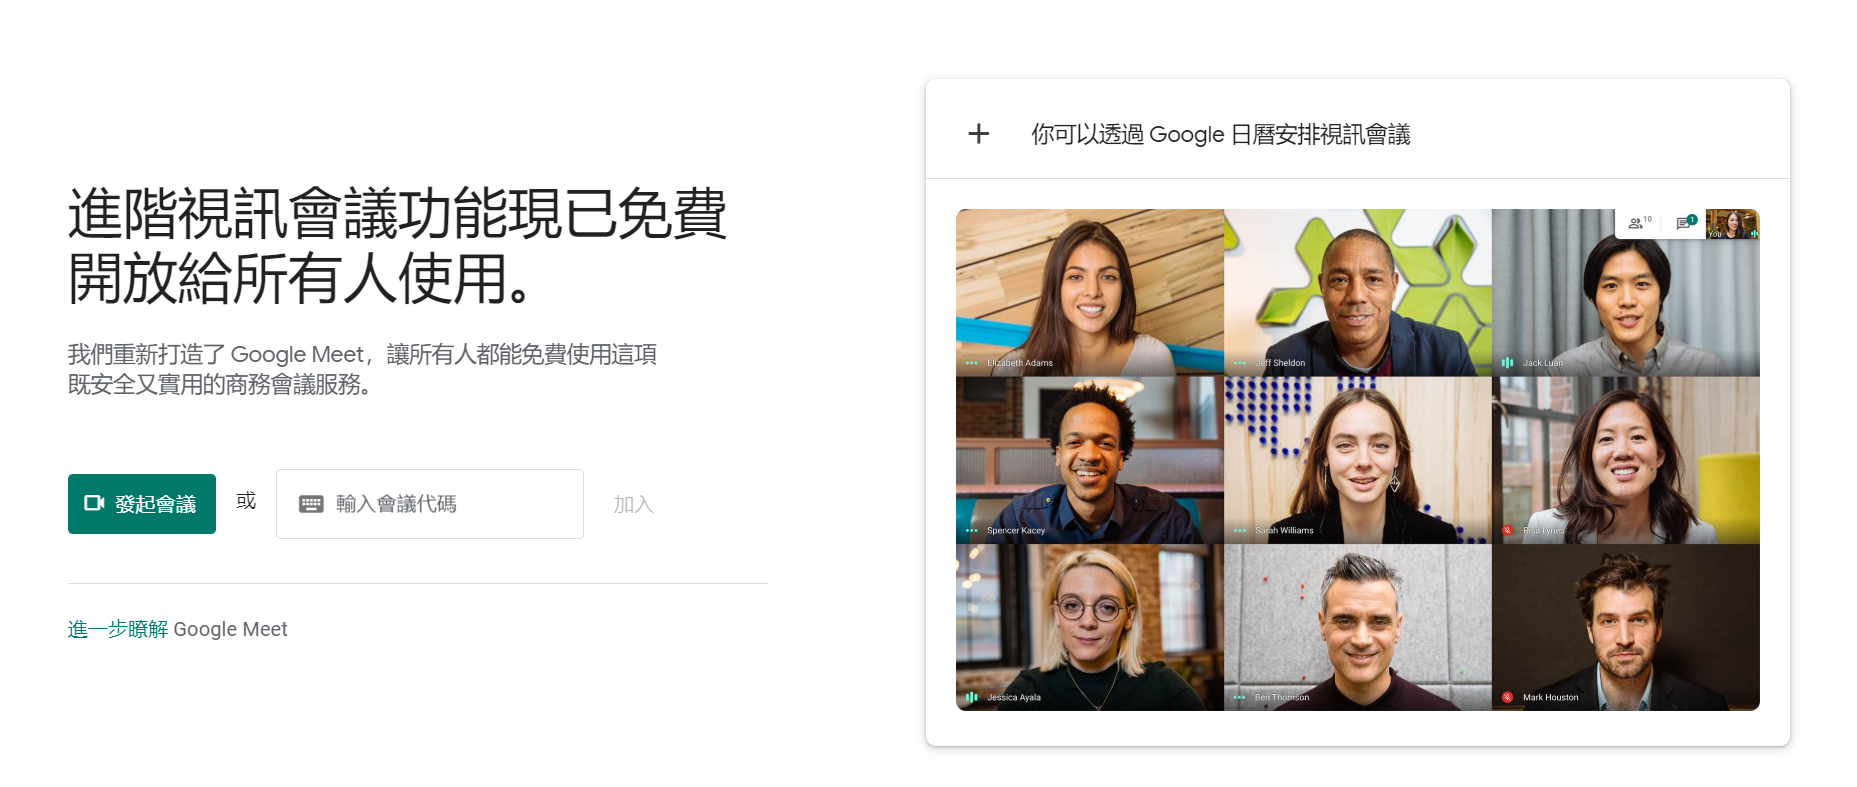 進階視訊會議功能現已免費
開放給所有人使用。
我們重新打造了 Google Meet，讓所有人都能免費使用這項
既安全又實用的商務會議服務。
發起會議
或
輸入會議代碼
加入
進一步瞭解 Google Meet
你可以透過 Google 日曆安排視訊會議
10
1
You
Elizabeth Adams
Jeff Sheldon
Jack Luan
Spencer Kacey
Sarah Williams
Risa Lynes
Jessica Ayala
Ben Thomson
Mark Houston